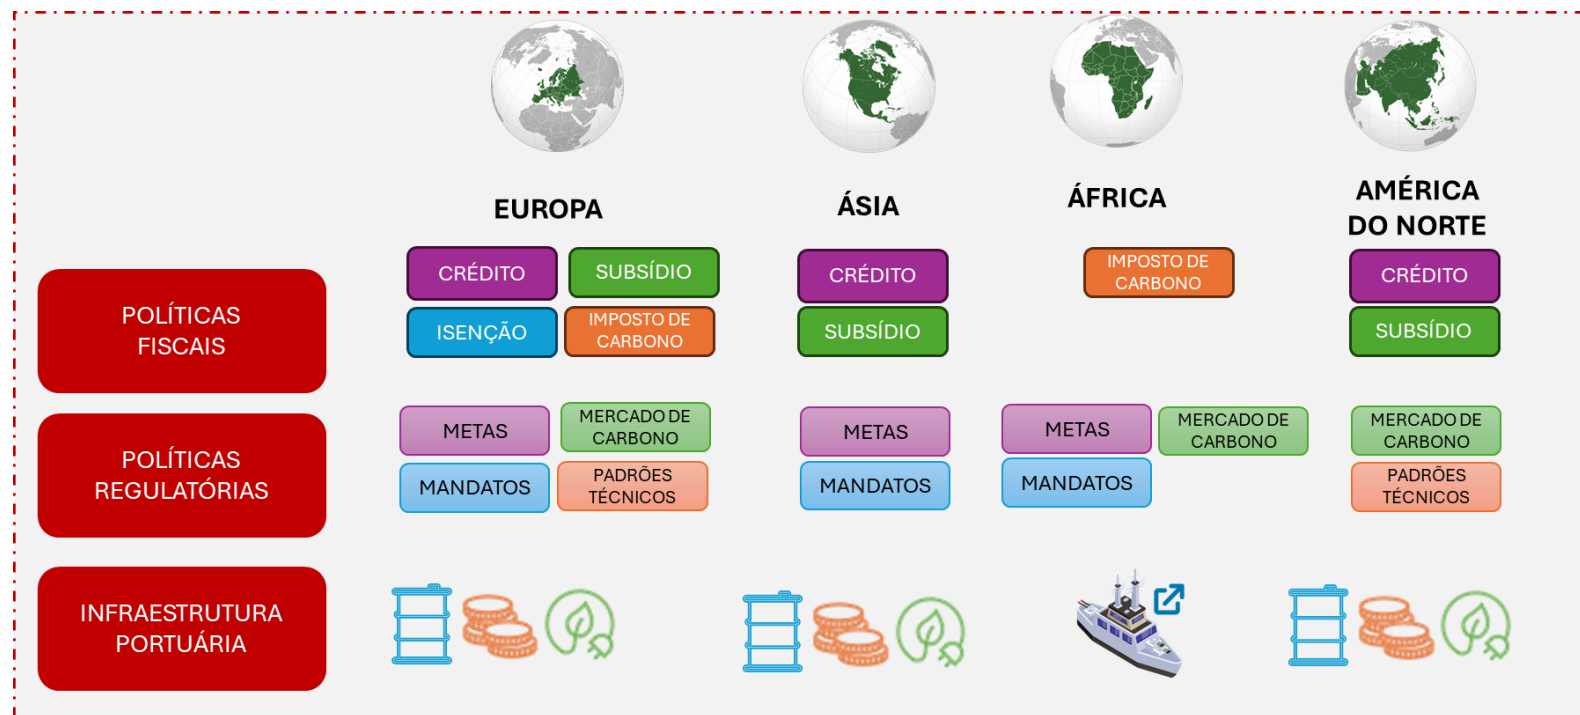 EUROPA
ÁSIA
ÁFRICA
AMÉRICA
DO NORTE
POLÍTICAS
FISCAIS
CRÉDITO
SUBSÍDIO
ISENÇÃO
IMPOSTO DE
CARBONO
CRÉDITO
SUBSÍDIO
IMPOSTO DE
CARBONO
CRÉDITO
SUBSÍDIO
POLÍTICAS
REGULATÓRIAS
METAS
MERCADO DE
CARBONO
MANDATOS
PADRÕES
TÉCNICOS
METAS
MANDATOS
METAS
MERCADO DE
CARBONO
MANDATOS
MERCADO DE
CARBONO
PADRÕES
TÉCNICOS
INFRAESTRUTURA
PORTUÁRIA